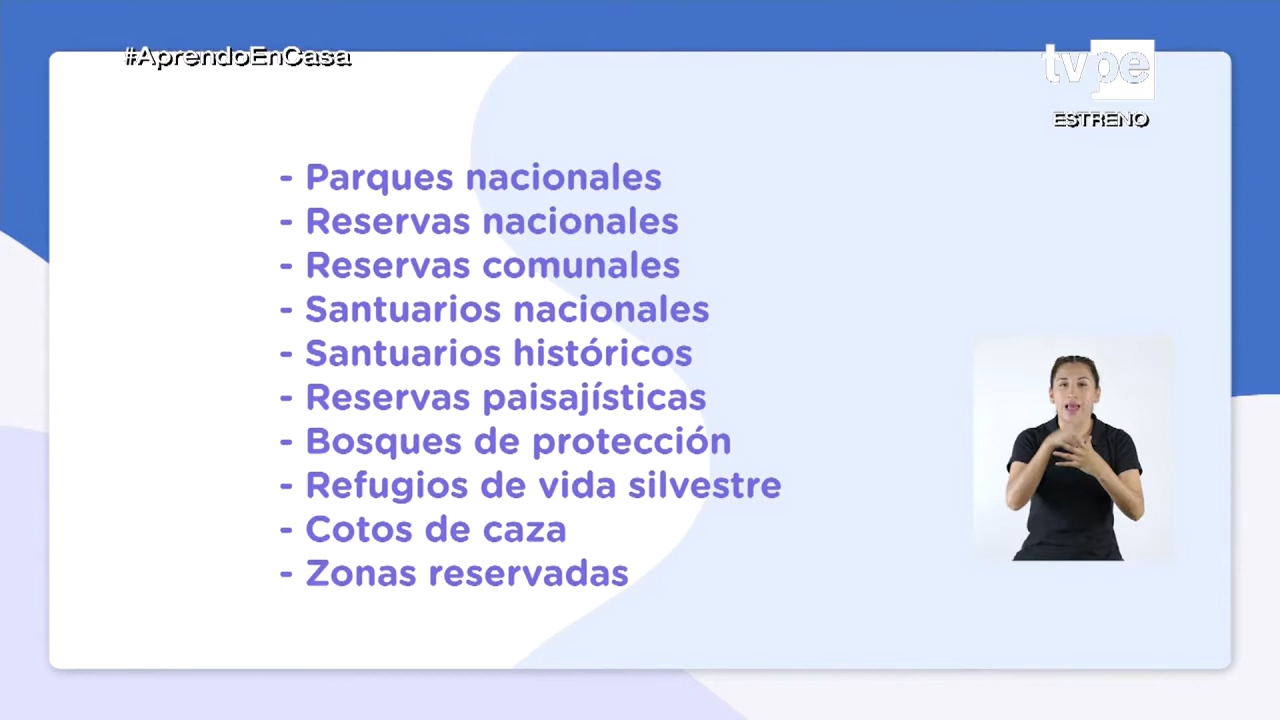 #AprendoEnCasa
tvpe
ESTRENO
- Parques nacionales
- Reservas nacionales
- Reservas comunales
- Santuarios nacionales
- Santuarios históricos
- Reservas paisajísticas
- Bosques de protección
- Refugios de vida silvestre
- Cotos de caza
- Zonas reservadas